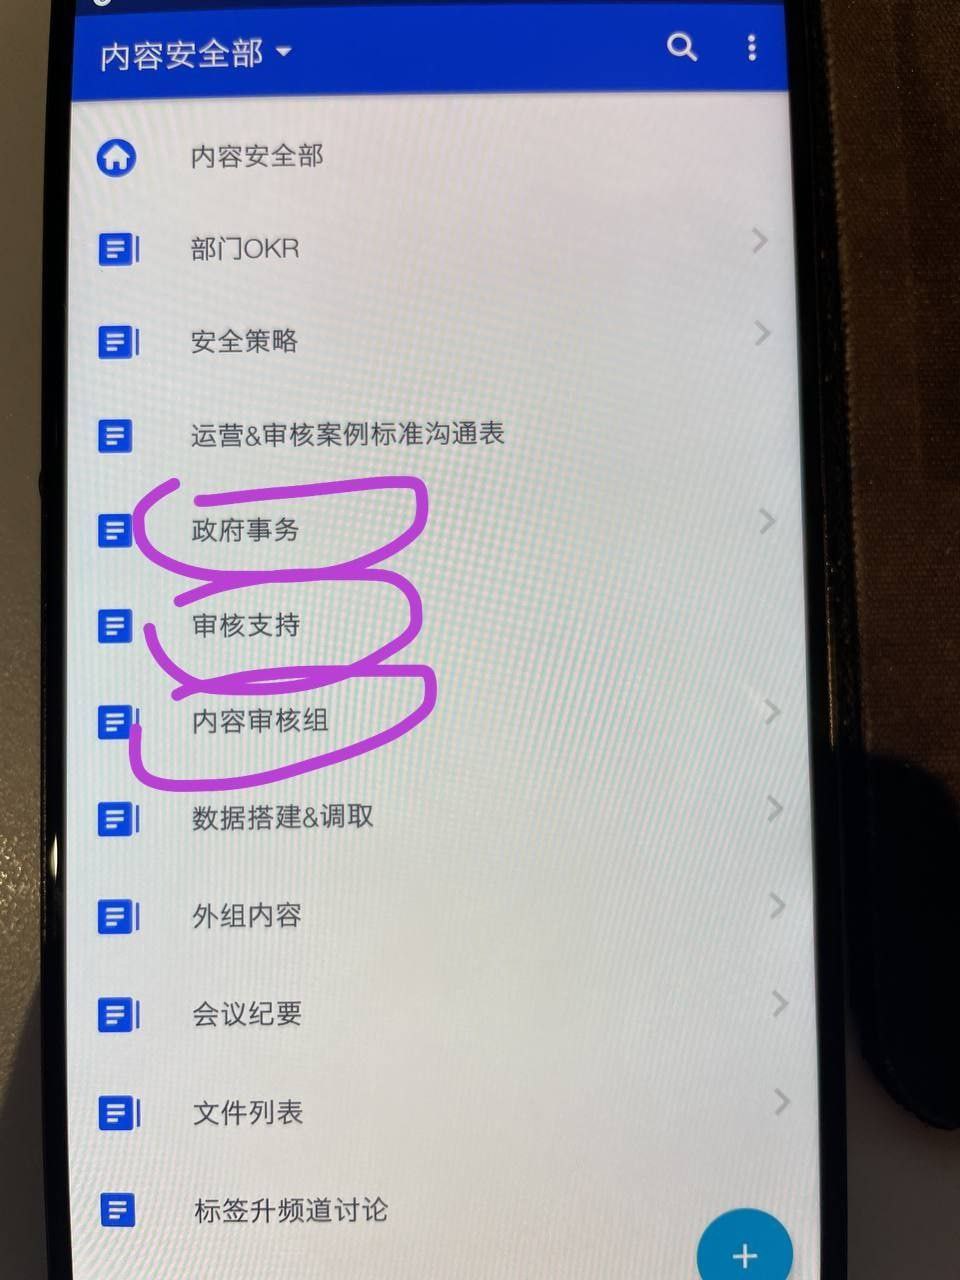 内容安全部
内容安全部
部门OKR
安全策略
运营&审核案例标准沟通表
政府事务
审核支持
内容审核组
数据搭建&调取
外组内容
会议纪要
文件列表
标签升频道讨论